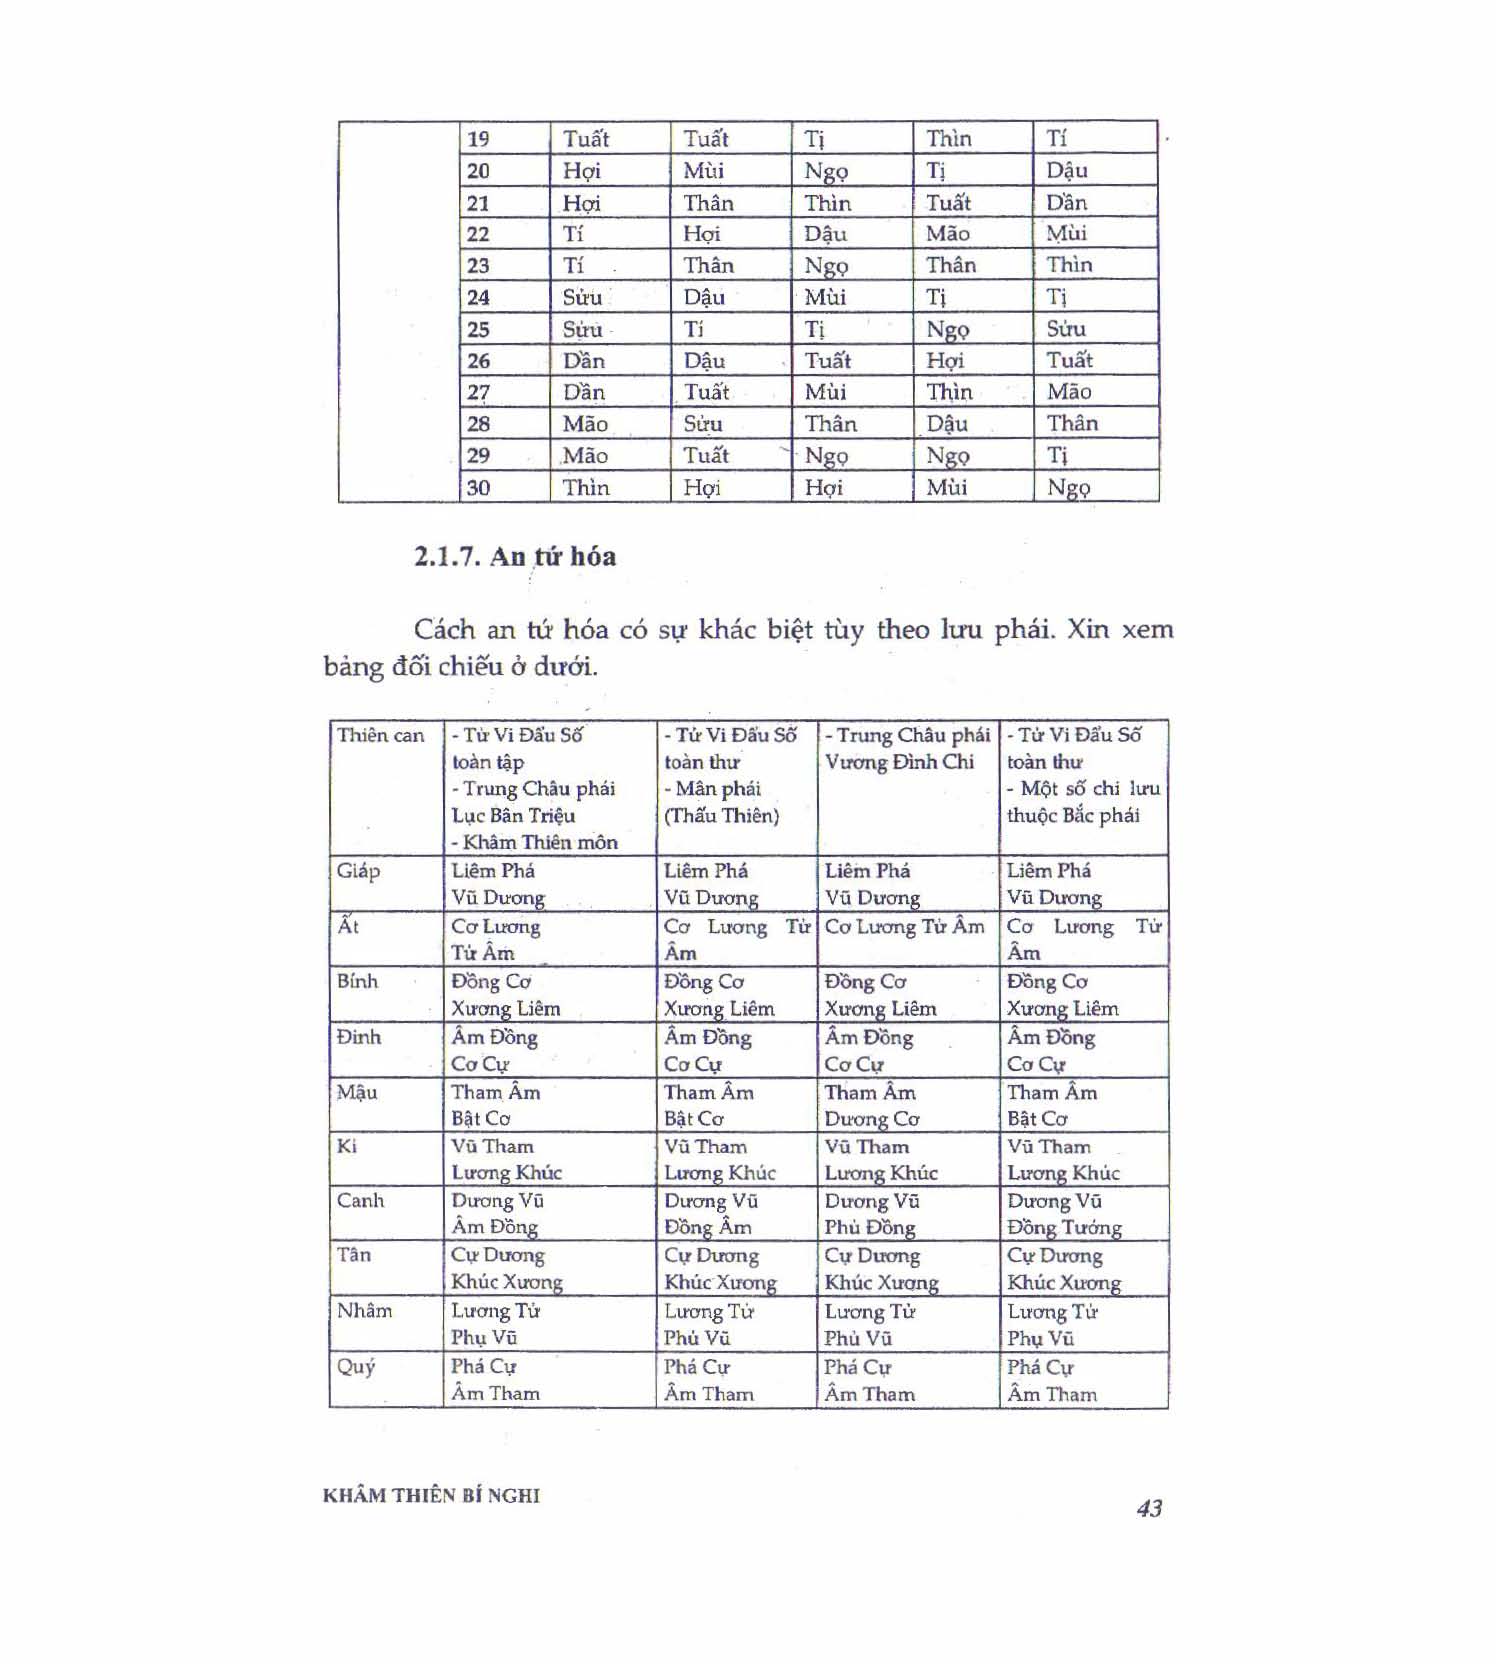 19 Tuất Tuất Tị Thìn Tí
20 Hợi Mùi Ngọ Tị Dậu
21 Hợi Thân Thìn Tuất Dần
22 Tí Hợi Dậu Mão Mùi
23 Tí Thân Ngọ Thân Thìn
24 Sửu Dậu Mùi Tị Tị
25 Sửu Tí Tị Ngọ Sửu
26 Dần Dậu Tuất Hợi Tuất
27 Dần Tuất Mùi Thìn Mão
28 Mão Sửu Thân Dậu Thân
29 Mão Tuất Ngọ Ngọ Tị
30 Thìn Hợi Hợi Mùi Ngọ
2.1.7. An tứ hóa
Cách an tứ hóa có sự khác biệt tùy theo lưu phái. Xin xem
bảng đối chiếu ở dưới.
Thiên can - Tử Vi Đẩu Số - Tử Vi Đẩu Số - Trung Châu phái - Tử Vi Đẩu Số
toàn tập toàn thư Vương Đình Chi toàn thư
- Trung Châu phái - Mân phái - Một số chi lưu
Lục Bân Triệu (Thấu Thiên) thuộc Bắc phái
- Khâm Thiên môn
Giáp Liêm Phá Liêm Phá Liêm Phá Liêm Phá
Vũ Dương Vũ Dương Vũ Dương Vũ Dương
Ất Cơ Lương Cơ Lương Tử Cơ Lương Tử Âm Cơ Lương Tử
Tử Âm Âm Âm
Bính Đồng Cơ Đồng Cơ Đồng Cơ Đồng Cơ
Xương Liêm Xương Liêm Xương Liêm Xương Liêm
Đinh Âm Đồng Âm Đồng Âm Đồng Âm Đồng
Cơ Cự Cơ Cự Cơ Cự Cơ Cự
Mậu Tham Âm Tham Âm Tham Âm Tham Âm
Bật Cơ Bật Cơ Dương Cơ Bật Cơ
Kỉ Vũ Tham Vũ Tham Vũ Tham Vũ Tham
Lương Khúc Lương Khúc Lương Khúc Lương Khúc
Canh Dương Vũ Dương Vũ Dương Vũ Dương Vũ
Âm Đồng Đồng Âm Phủ Đồng Đồng Tướng
Tân Cự Dương Cự Dương Cự Dương Cự Dương
Khúc Xương Khúc Xương Khúc Xương Khúc Xương
Nhâm Lương Tử Lương Tử Lương Tử Lương Tử
Phụ Vũ Phủ Vũ Phủ Vũ Phụ Vũ
Quý Phá Cự Phá Cự Phá Cự Phá Cự
Âm Tham Âm Tham Âm Tham Âm Tham
KHÂM THIÊN BÍ NGHI
43